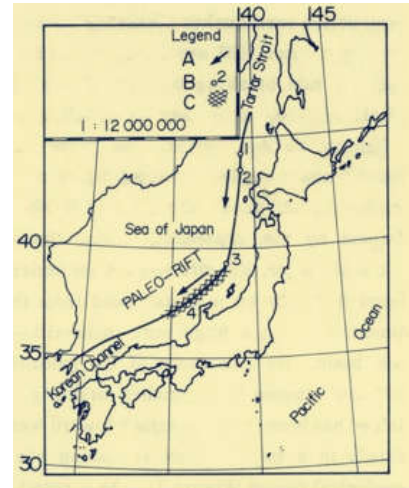 140 145
Legend
A
B 2
C
1 : 12 000 000
Tartar Strait
1
2
Sea of Japan
40
3
PALEO-RIFT
4
Ocean
35
Korean Channel
Pacific
30